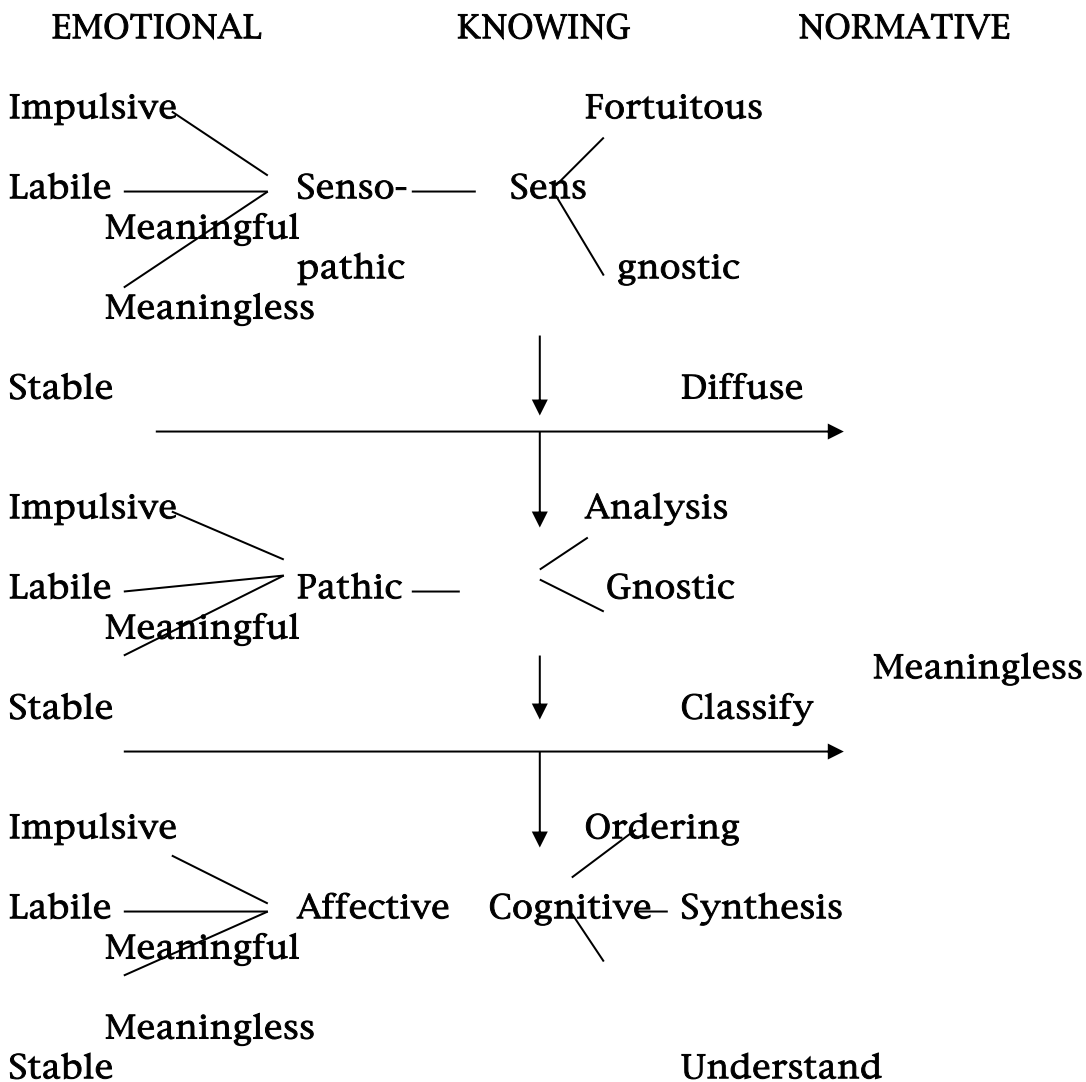 EMOTIONAL KNOWING NORMATIVE
Impulsive Fortuitous
Labile Senso- Sens
Meaningful
pathic gnostic
Meaningless
Stable Diffuse
Impulsive Analysis
Labile Pathic Gnostic
Meaningful
Meaningless
Stable Classify
Impulsive Ordering
Labile Affective Cognitive Synthesis
Meaningful
Meaningless
Stable Understand